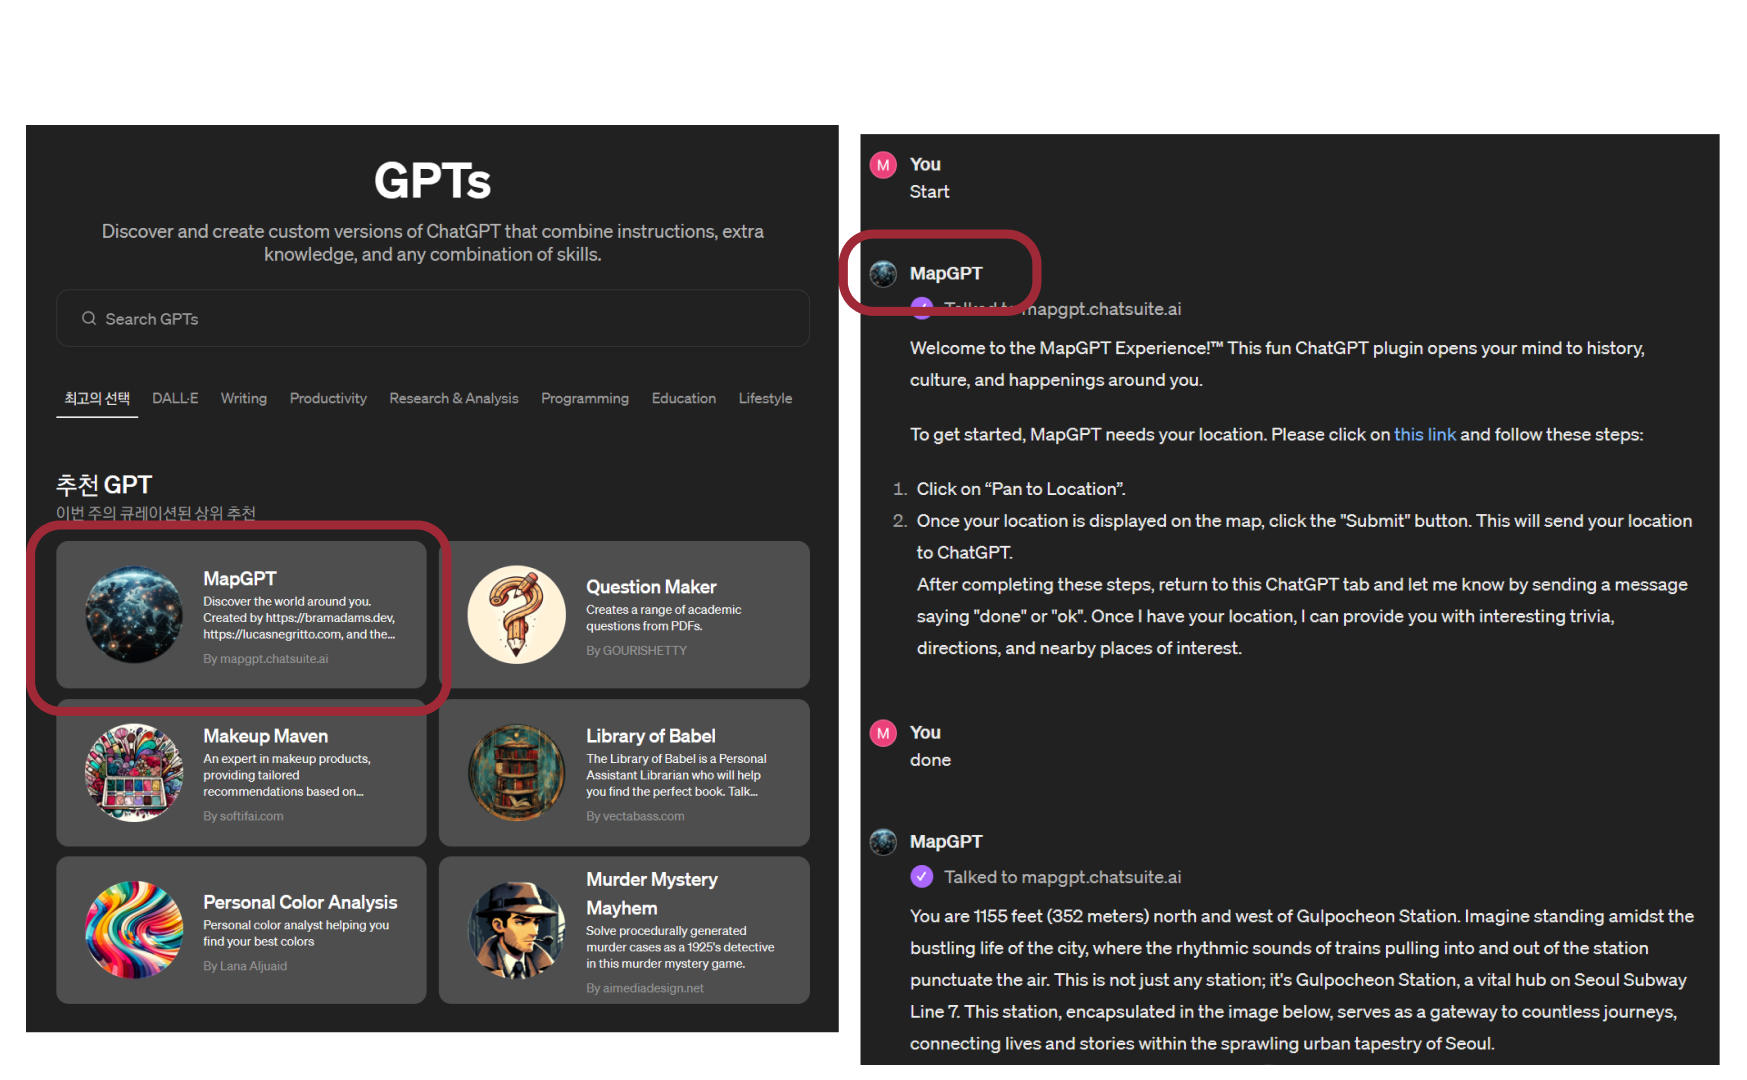 GPTs
Discover and create custom versions of ChatGPT that combine instructions, extra
knowledge, and any combination of skills.
Search GPTs
최고의 선택 DALL·E Writing Productivity Research & Analysis Programming Education Lifestyle
추천 GPT
이번 주의 큐레이션된 상위 추천
MapGPT
Discover the world around you.
Created by https://bramadams.dev,
https://lucasnegritto.com, and the...
By mapgpt.chatsuite.ai
Question Maker
Creates a range of academic
questions from PDFs.
By GOURISHETTY
Makeup Maven
An expert in makeup products,
providing tailored
recommendations based on...
By softifai.com
Library of Babel
The Library of Babel is a Personal
Assistant Librarian who will help
you find the perfect book. Talk...
By vectabass.com
Personal Color Analysis
Personal color analyst helping you
find your best colors
By Lana Aljuaid
Murder Mystery
Mayhem
Solve procedurally generated
murder cases as a 1925's detective
in this murder mystery game.
By aimediadesign.net
M You
Start
MapGPT
Talked to mapgpt.chatsuite.ai
Welcome to the MapGPT Experience!™ This fun ChatGPT plugin opens your mind to history,
culture, and happenings around you.
To get started, MapGPT needs your location. Please click on this link and follow these steps:
1. Click on “Pan to Location”.
2. Once your location is displayed on the map, click the "Submit" button. This will send your location
to ChatGPT.
After completing these steps, return to this ChatGPT tab and let me know by sending a message
saying "done" or "ok". Once I have your location, I can provide you with interesting trivia,
directions, and nearby places of interest.
M You
done
MapGPT
Talked to mapgpt.chatsuite.ai
You are 1155 feet (352 meters) north and west of Gulpocheon Station. Imagine standing amidst the
bustling life of the city, where the rhythmic sounds of trains pulling into and out of the station
punctuate the air. This is not just any station; it's Gulpocheon Station, a vital hub on Seoul Subway
Line 7. This station, encapsulated in the image below, serves as a gateway to countless journeys,
connecting lives and stories within the sprawling urban tapestry of Seoul.